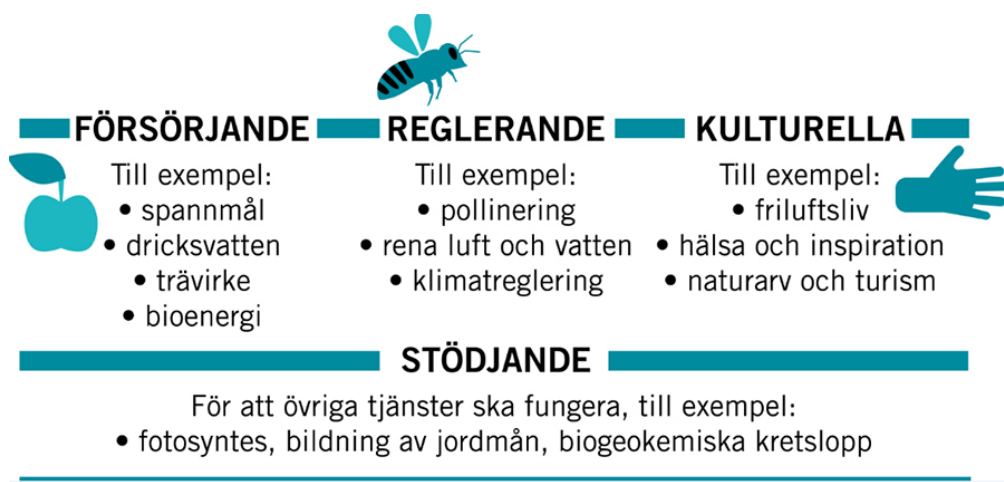 FÖRSÖRJANDE
Till exempel:
• spannmål
• dricksvatten
• trävirke
• bioenergi
REGLERANDE
Till exempel:
• pollinering
• rena luft och vatten
• klimatreglering
KULTURELLA
Till exempel:
• friluftsliv
• hälsa och inspiration
• naturarv och turism
STÖDJANDE
För att övriga tjänster ska fungera, till exempel:
• fotosyntes, bildning av jordmån, biogeokemiska kretslopp